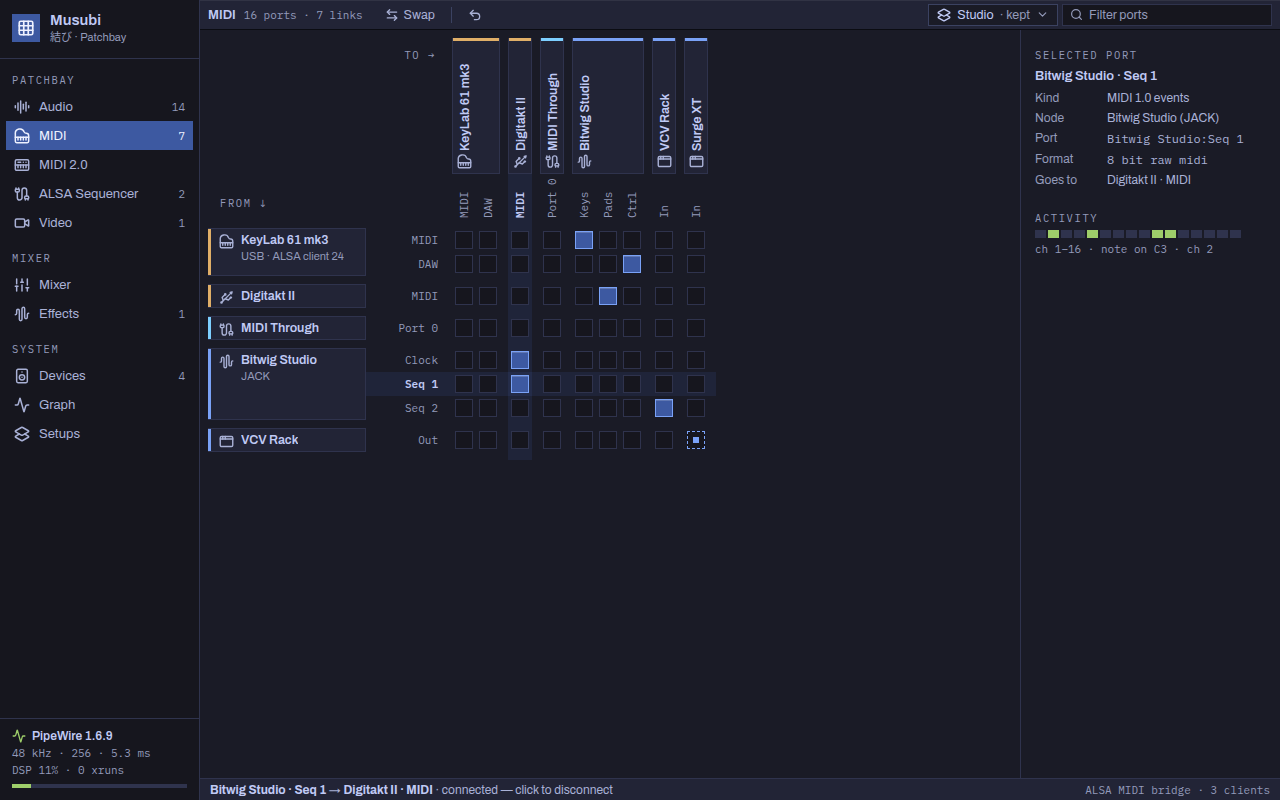 Musubi
結び · Patchbay
PATCHBAY
Audio 14
MIDI 7
MIDI 2.0
ALSA Sequencer 2
Video 1
MIXER
Mixer
Effects 1
SYSTEM
Devices 4
Graph
Setups
PipeWire 1.6.9
48 kHz · 256 · 5.3 ms
DSP 11% · 0 xruns
MIDI 16 ports · 7 links Swap
Studio · kept
Filter ports
TO →
KeyLab 61 mk3
Digitakt II
MIDI Through
Bitwig Studio
VCV Rack
Surge XT
MIDI
DAW
MIDI
Port 0
Keys
Pads
Ctrl
In
In
FROM ↓
KeyLab 61 mk3
USB · ALSA client 24
MIDI
DAW
Digitakt II
MIDI
MIDI Through
Port 0
Bitwig Studio
JACK
Clock
Seq 1
Seq 2
VCV Rack
Out
SELECTED PORT
Bitwig Studio · Seq 1
Kind MIDI 1.0 events
Node Bitwig Studio (JACK)
Port Bitwig Studio:Seq 1
Format 8 bit raw midi
Goes to Digitakt II · MIDI
ACTIVITY
ch 1–16 · note on C3 · ch 2
Bitwig Studio · Seq 1 → Digitakt II · MIDI · connected — click to disconnect
ALSA MIDI bridge · 3 clients